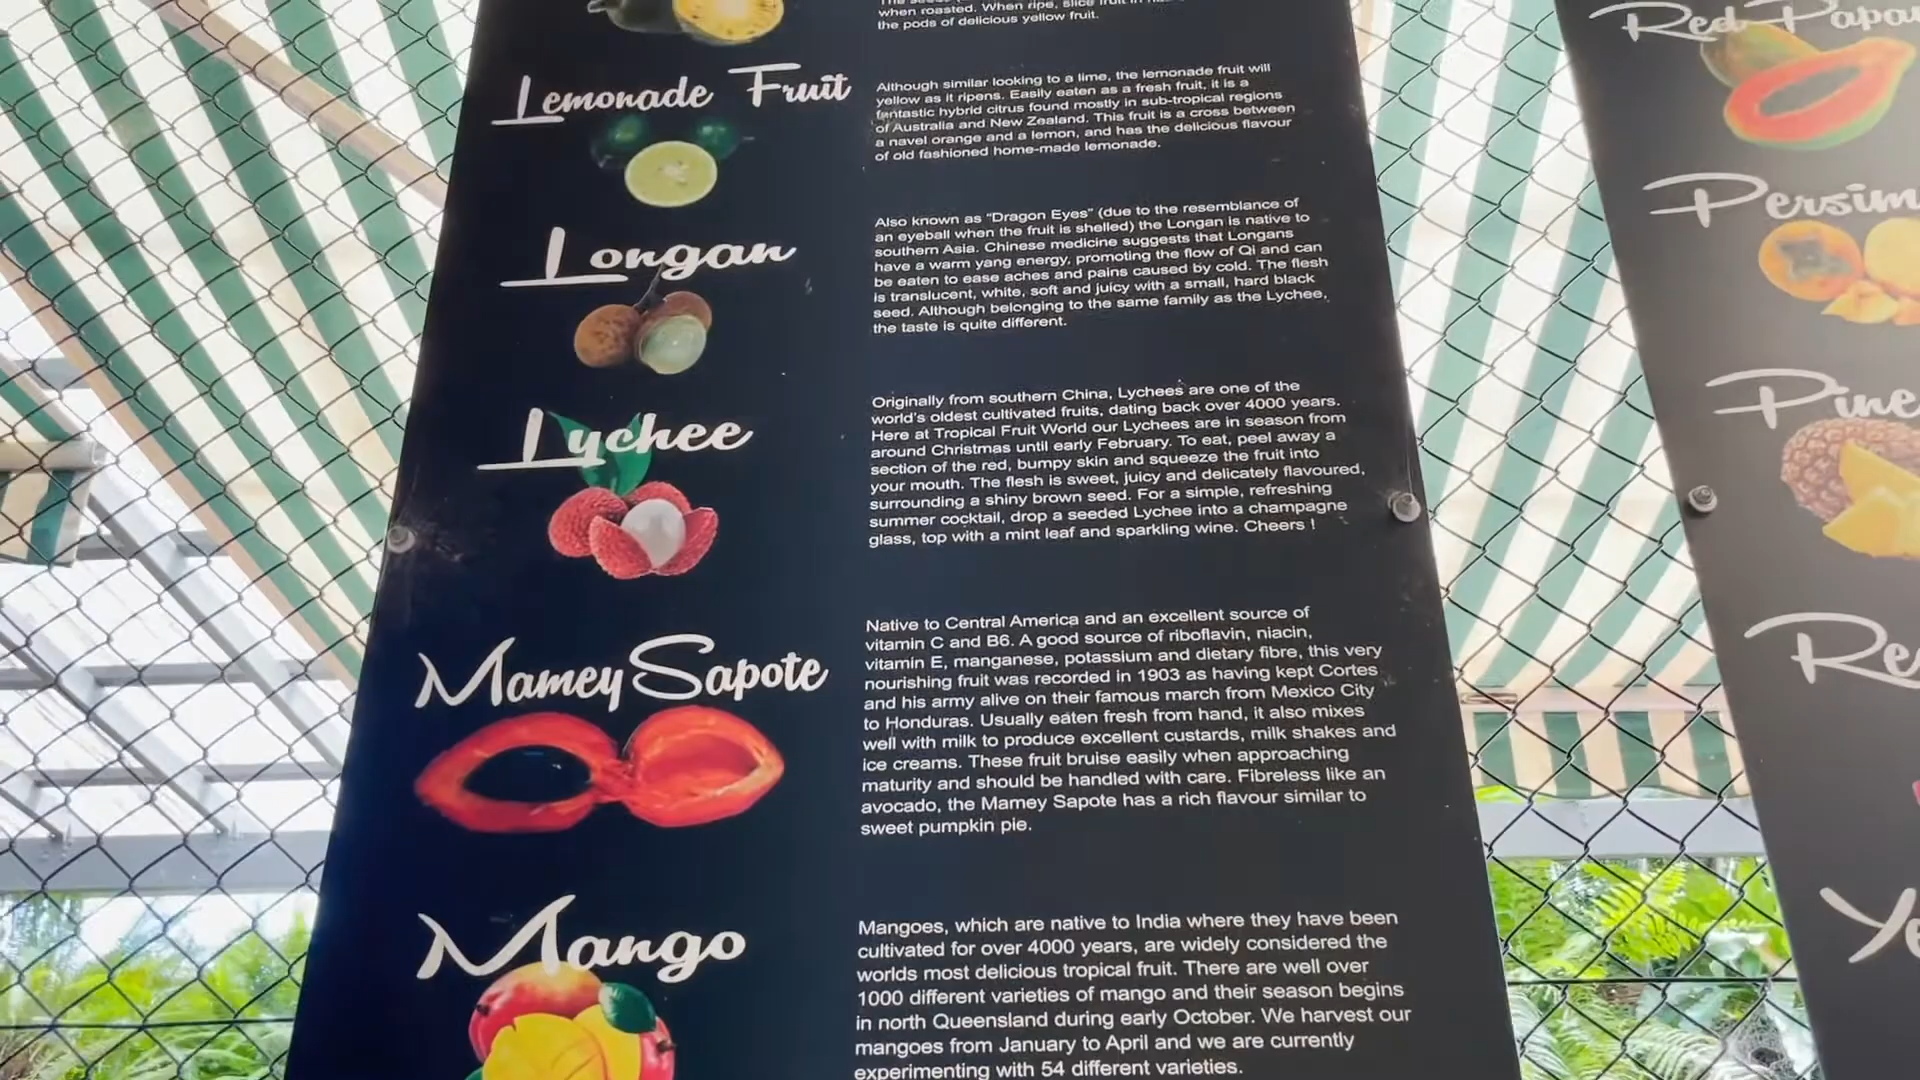 when roasted. When ripe, slice fruit in
the pods of delicious yellow fruit.
Lemonade Fruit
Although similar looking to a lime, the lemonade fruit will
yellow as it ripens. Easily eaten as a fresh fruit, it is a
fantastic hybrid citrus found mostly in sub-tropical regions
of Australia and New Zealand. This fruit is a cross between
a navel orange and a lemon, and has the delicious flavour
of old fashioned home-made lemonade.
Longan
Also known as "Dragon Eyes" (due to the resemblance of
an eyeball when the fruit is shelled) the Longan is native to
southern Asia. Chinese medicine suggests that Longans
have a warm yang energy, promoting the flow of Qi and can
be eaten to ease aches and pains caused by cold. The flesh
is translucent, white, soft and juicy with a small, hard black
seed. Although belonging to the same family as the Lychee,
the taste is quite different.
Lychee
Originally from southern China, Lychees are one of the
world's oldest cultivated fruits, dating back over 4000 years.
Here at Tropical Fruit World our Lychees are in season from
around Christmas until early February. To eat, peel away a
section of the red, bumpy skin and squeeze the fruit into
your mouth. The flesh is sweet, juicy and delicately flavoured,
surrounding a shiny brown seed. For a simple, refreshing
summer cocktail, drop a seeded Lychee into a champagne
glass, top with a mint leaf and sparkling wine. Cheers !
Mamey Sapote
Native to Central America and an excellent source of
vitamin C and B6. A good source of riboflavin, niacin,
vitamin E, manganese, potassium and dietary fibre, this very
nourishing fruit was recorded in 1903 as having kept Cortes
and his army alive on their famous march from Mexico City
to Honduras. Usually eaten fresh from hand, it also mixes
well with milk to produce excellent custards, milk shakes and
ice creams. These fruit bruise easily when approaching
maturity and should be handled with care. Fibreless like an
avocado, the Mamey Sapote has a rich flavour similar to
sweet pumpkin pie.
Mango
Mangoes, which are native to India where they have been
cultivated for over 4000 years, are widely considered the
worlds most delicious tropical fruit. There are well over
1000 different varieties of mango and their season begins
in north Queensland during early October. We harvest our
mangoes from January to April and we are currently
experimenting with 54 different varieties.
Red Papa
Persim
Pine
Re
Ye